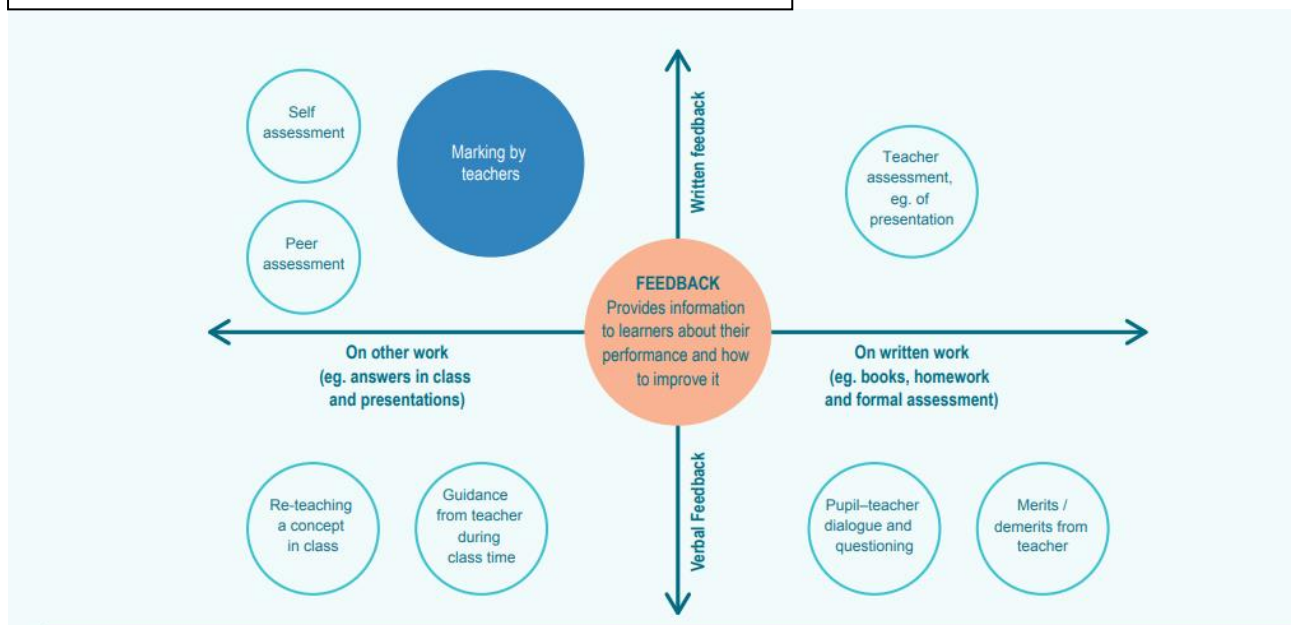 Self
assessment
Marking by
teachers
Written feedback
Teacher
assessment,
eg. of
presentation
Peer
assessment
FEEDBACK
Provides information
to learners about their
performance and how
to improve it
On other work
(eg. answers in class
and presentations)
On written work
(eg. books, homework
and formal assessment)
Re-teaching
a concept
in class
Guidance
from teacher
during
class time
Verbal Feedback
Pupil–teacher
dialogue and
questioning
Merits /
demerits from
teacher